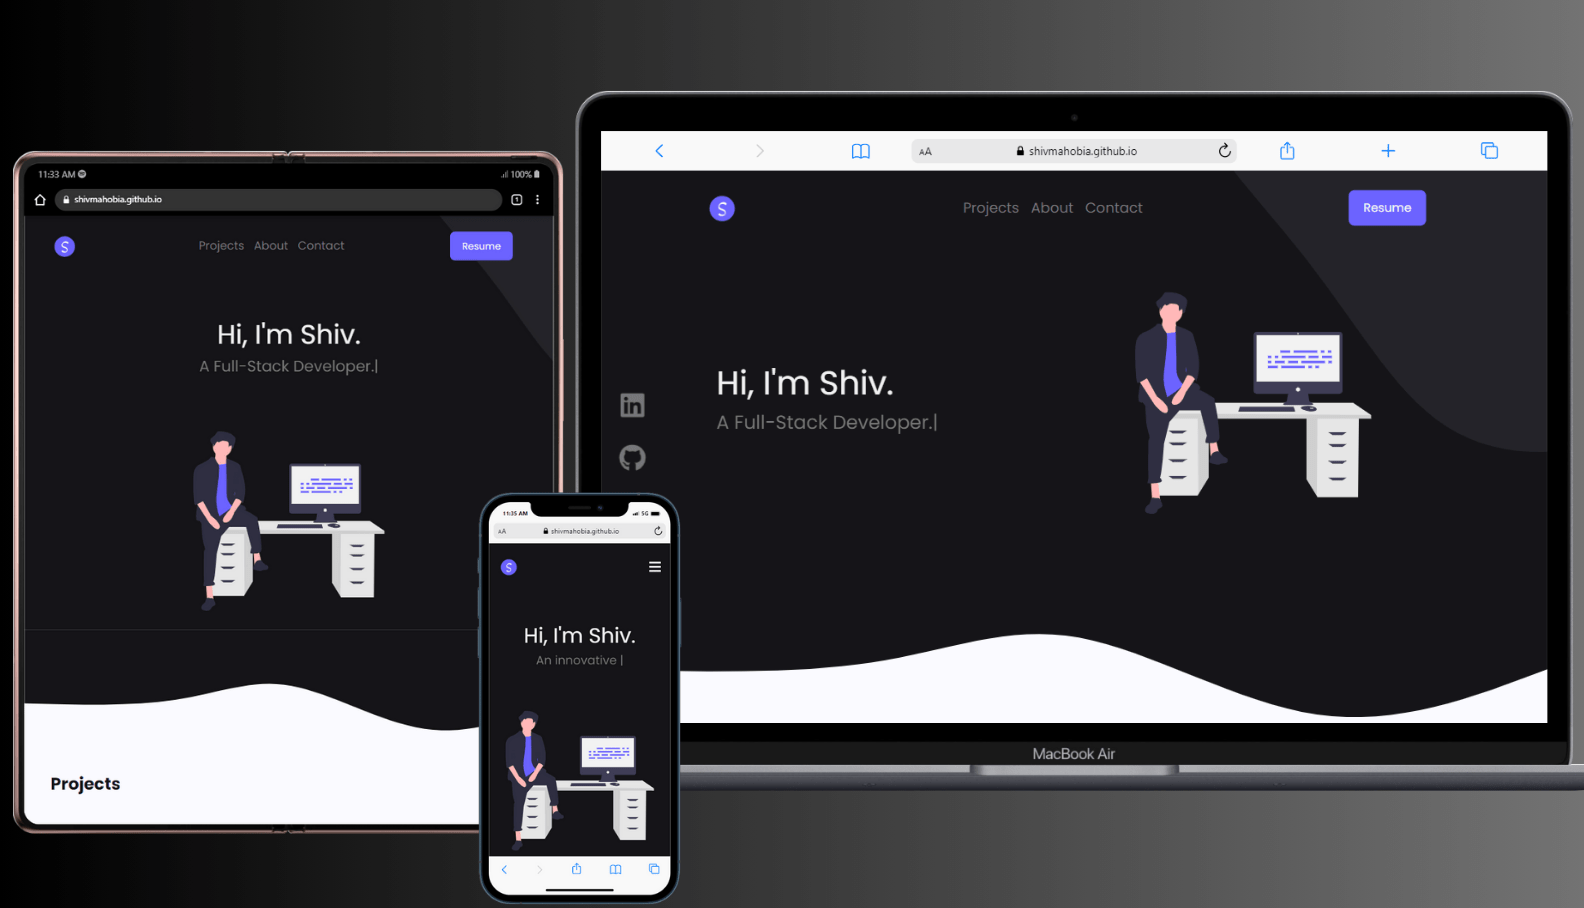 11:33 AM
100%
shivmahobia.github.io
1
S
Projects About Contact
Resume
Hi, I'm Shiv.
A Full-Stack Developer.|
Projects
11:35 AM
5G
AA
shivmahobia.github.io
S
Hi, I'm Shiv.
An innovative |
AA
shivmahobia.github.io
S
Projects About Contact
Resume
Hi, I'm Shiv.
A Full-Stack Developer.|
in
MacBook Air